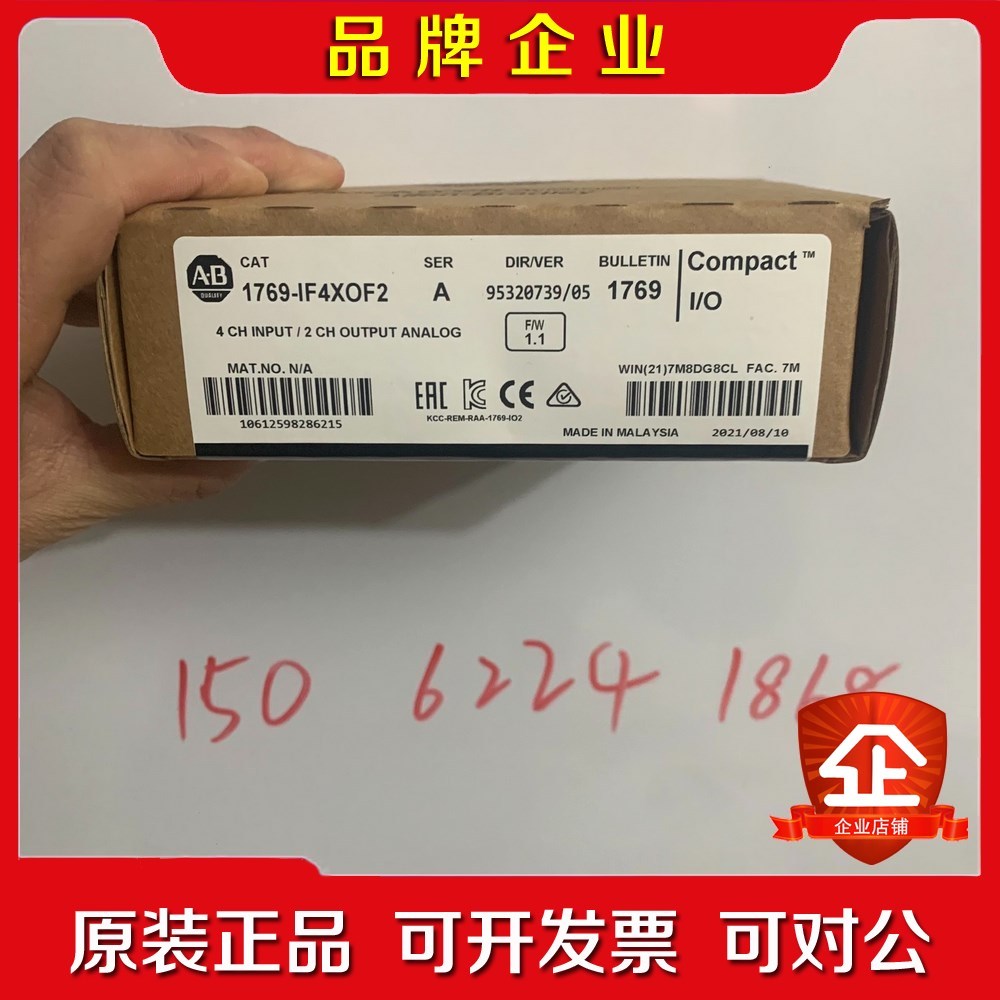 品牌企业
A·B QUALITY
CAT SER DIR/VER BULLETIN Compact™
1769-IF4XOF2 A 95320739/05 1769 I/O
4 CH INPUT / 2 CH OUTPUT ANALOG
F/W
1.1
MAT.NO. N/A WIN(21)7M8DG8CL FAC. 7M
EAC CE
10612598286215 KCC-REM-RAA-1769-IO2
MADE IN MALAYSIA 2021/08/10
150 6224
企业店铺
原装正品 可开发票 可对公